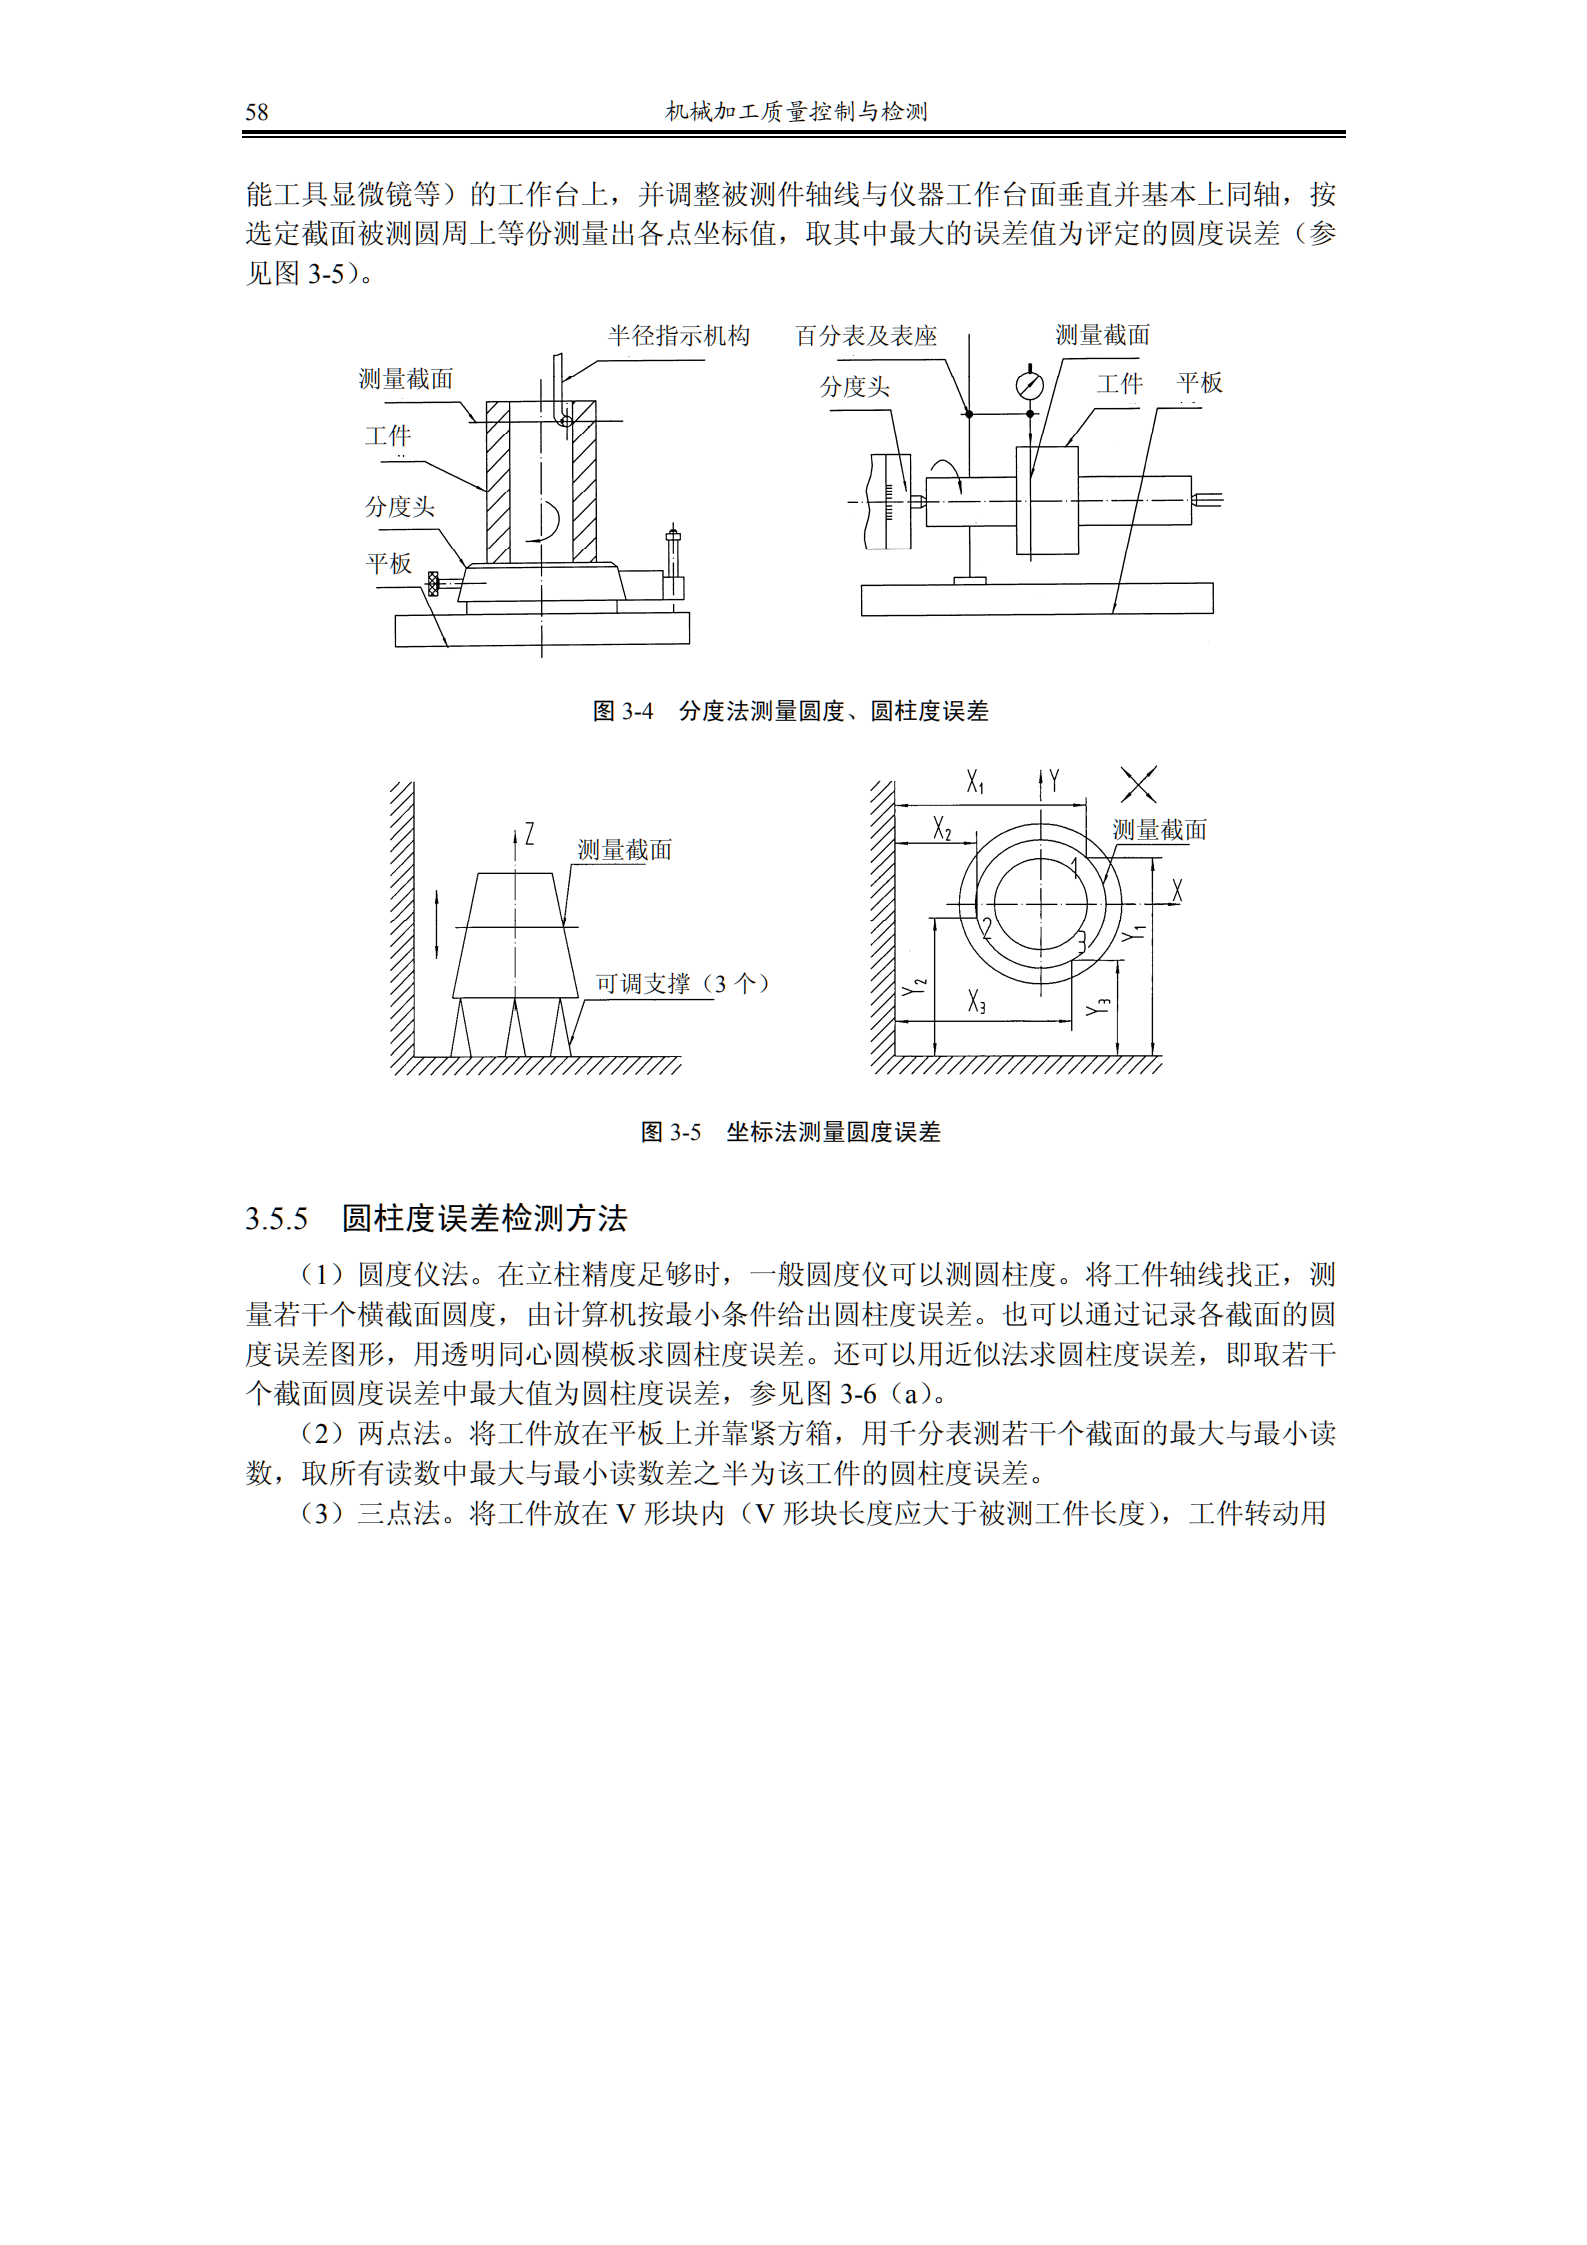 58
机械加工质量控制与检测
能工具显微镜等）的工作台上，并调整被测件轴线与仪器工作台面垂直并基本上同轴，按
选定截面被测圆周上等份测量出各点坐标值，取其中最大的误差值为评定的圆度误差（参
见图 3-5）。
半径指示机构
测量截面
工件
分度头
平板
百分表及表座
测量截面
分度头
工件
平板
图 3-4　分度法测量圆度、圆柱度误差
Z
测量截面
可调支撑（3 个）
X1
Y
X2
测量截面
1
X
2
3
Y1
Y2
X3
Y3
图 3-5　坐标法测量圆度误差
3.5.5　圆柱度误差检测方法
（1）圆度仪法。在立柱精度足够时，一般圆度仪可以测圆柱度。将工件轴线找正，测
量若干个横截面圆度，由计算机按最小条件给出圆柱度误差。也可以通过记录各截面的圆
度误差图形，用透明同心圆模板求圆柱度误差。还可以用近似法求圆柱度误差，即取若干
个截面圆度误差中最大值为圆柱度误差，参见图 3-6（a）。
（2）两点法。将工件放在平板上并靠紧方箱，用千分表测若干个截面的最大与最小读
数，取所有读数中最大与最小读数差之半为该工件的圆柱度误差。
（3）三点法。将工件放在 V 形块内（V 形块长度应大于被测工件长度），工件转动用